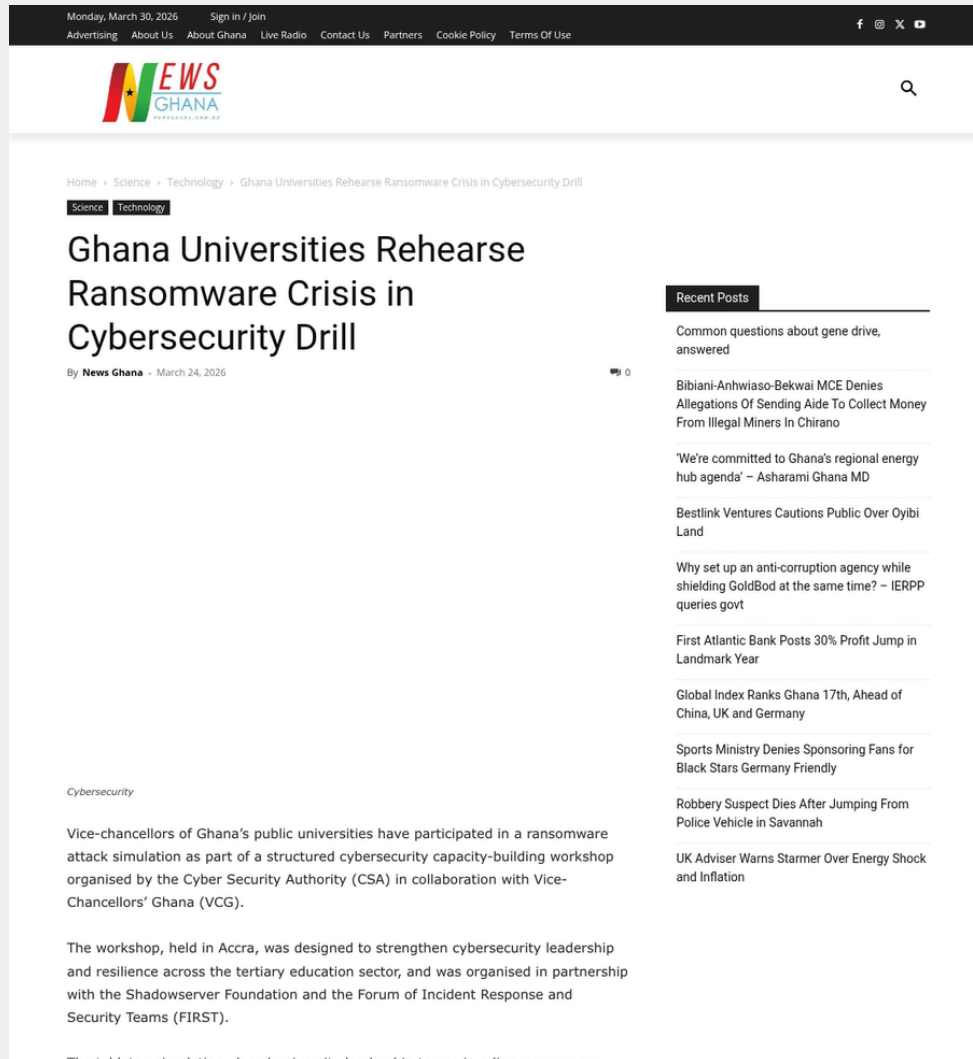 Monday, March 30, 2026 Sign in / Join
Advertising About Us About Ghana Live Radio Contact Us Partners Cookie Policy Terms Of Use
NEWS
GHANA
Home › Science › Technology › Ghana Universities Rehearse Ransomware Crisis in Cybersecurity Drill
Science Technology
Ghana Universities Rehearse
Ransomware Crisis in
Cybersecurity Drill
By News Ghana - March 24, 2026 0
Cybersecurity
Vice-chancellors of Ghana’s public universities have participated in a ransomware
attack simulation as part of a structured cybersecurity capacity-building workshop
organised by the Cyber Security Authority (CSA) in collaboration with Vice-
Chancellors’ Ghana (VCG).
The workshop, held in Accra, was designed to strengthen cybersecurity leadership
and resilience across the tertiary education sector, and was organised in partnership
with the Shadowserver Foundation and the Forum of Incident Response and
Security Teams (FIRST).
Recent Posts
Common questions about gene drive,
answered
Bibiani-Anhwiaso-Bekwai MCE Denies
Allegations Of Sending Aide To Collect Money
From Illegal Miners In Chirano
‘We’re committed to Ghana’s regional energy
hub agenda’ – Asharami Ghana MD
Bestlink Ventures Cautions Public Over Oyibi
Land
Why set up an anti-corruption agency while
shielding GoldBod at the same time? – IERPP
queries govt
First Atlantic Bank Posts 30% Profit Jump in
Landmark Year
Global Index Ranks Ghana 17th, Ahead of
China, UK and Germany
Sports Ministry Denies Sponsoring Fans for
Black Stars Germany Friendly
Robbery Suspect Dies After Jumping From
Police Vehicle in Savannah
UK Adviser Warns Starmer Over Energy Shock
and Inflation